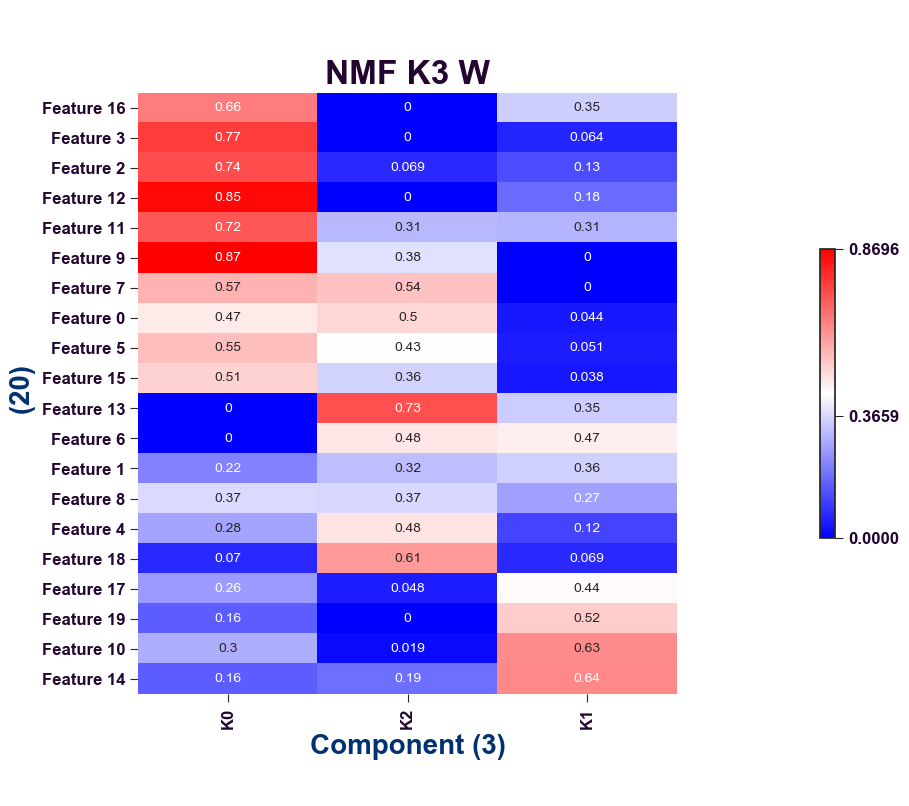 NMF K3 W
Feature 16 0.66 0 0.35
Feature 3 0.77 0 0.064
Feature 2 0.74 0.069 0.13
Feature 12 0.85 0 0.18
Feature 11 0.72 0.31 0.31
Feature 9 0.87 0.38 0
Feature 7 0.57 0.54 0
Feature 0 0.47 0.5 0.044
Feature 5 0.55 0.43 0.051
Feature 15 0.51 0.36 0.038
Feature 13 0 0.73 0.35
Feature 6 0 0.48 0.47
Feature 1 0.22 0.32 0.36
Feature 8 0.37 0.37 0.27
Feature 4 0.28 0.48 0.12
Feature 18 0.07 0.61 0.069
Feature 17 0.26 0.048 0.44
Feature 19 0.16 0 0.52
Feature 10 0.3 0.019 0.63
Feature 14 0.16 0.19 0.64
(20)
K0 K2 K1
Component (3)
0.8696
0.3659
0.0000